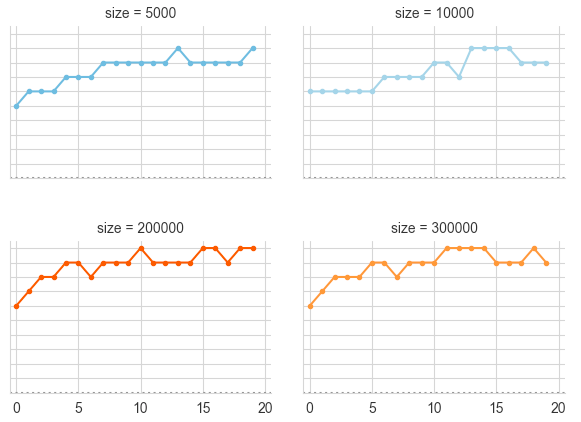 size = 5000
size = 10000
size = 200000
size = 300000
0 5 10 15 20
0 5 10 15 20